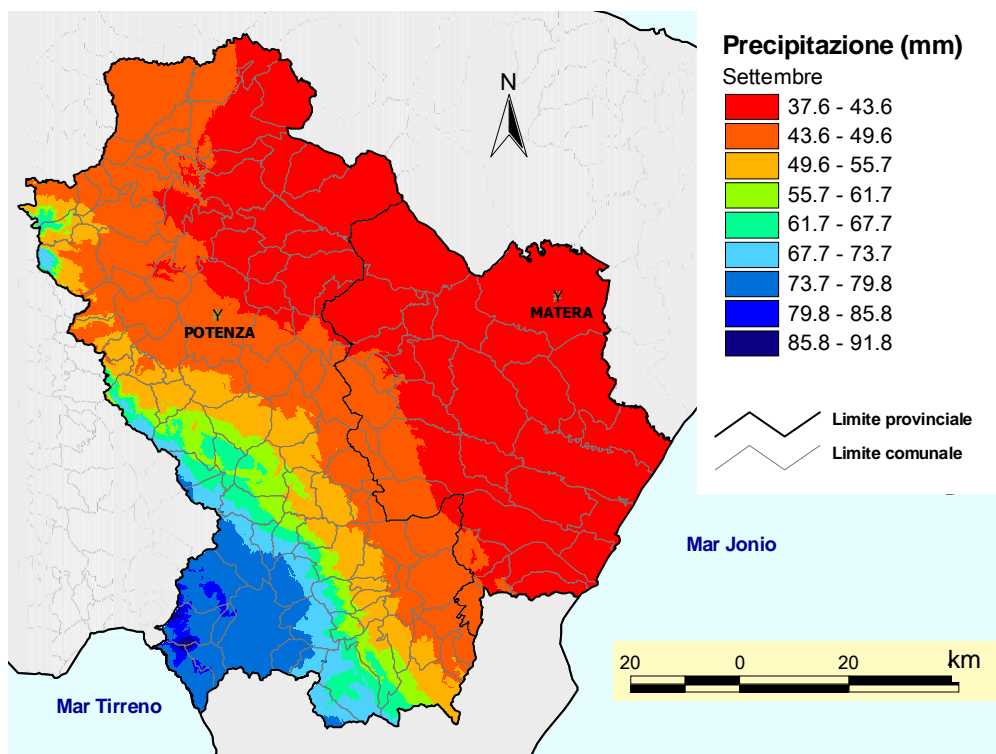 Precipitazione (mm)
Settembre
37.6 - 43.6
43.6 - 49.6
49.6 - 55.7
55.7 - 61.7
61.7 - 67.7
67.7 - 73.7
73.7 - 79.8
79.8 - 85.8
85.8 - 91.8
Limite provinciale
Limite comunale
N
POTENZA
MATERA
Mar Jonio
Mar Tirreno
20 0 20 km